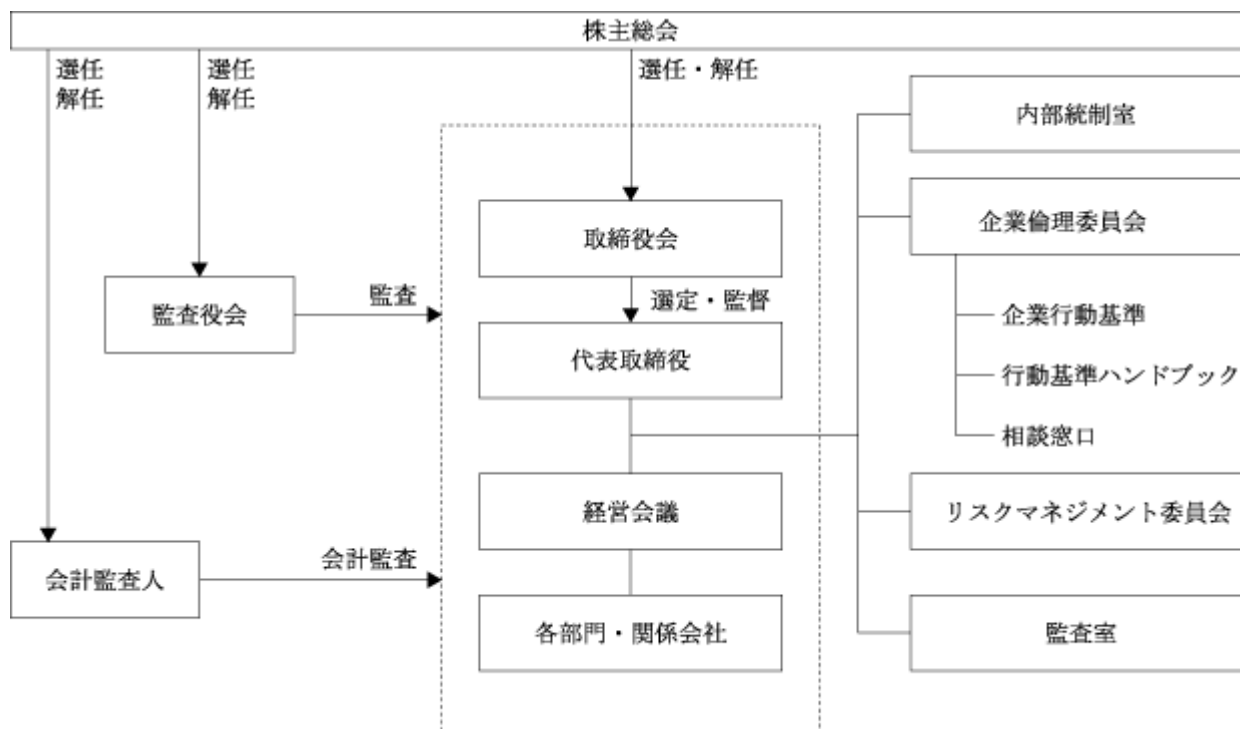 株主総会
選任
解任
選任
解任
選任・解任
内部統制室
取締役会
企業倫理委員会
監査役会
監査
選定・監督
企業行動基準
代表取締役
行動基準ハンドブック
相談窓口
経営会議
リスクマネジメント委員会
会計監査人
会計監査
各部門・関係会社
監査室